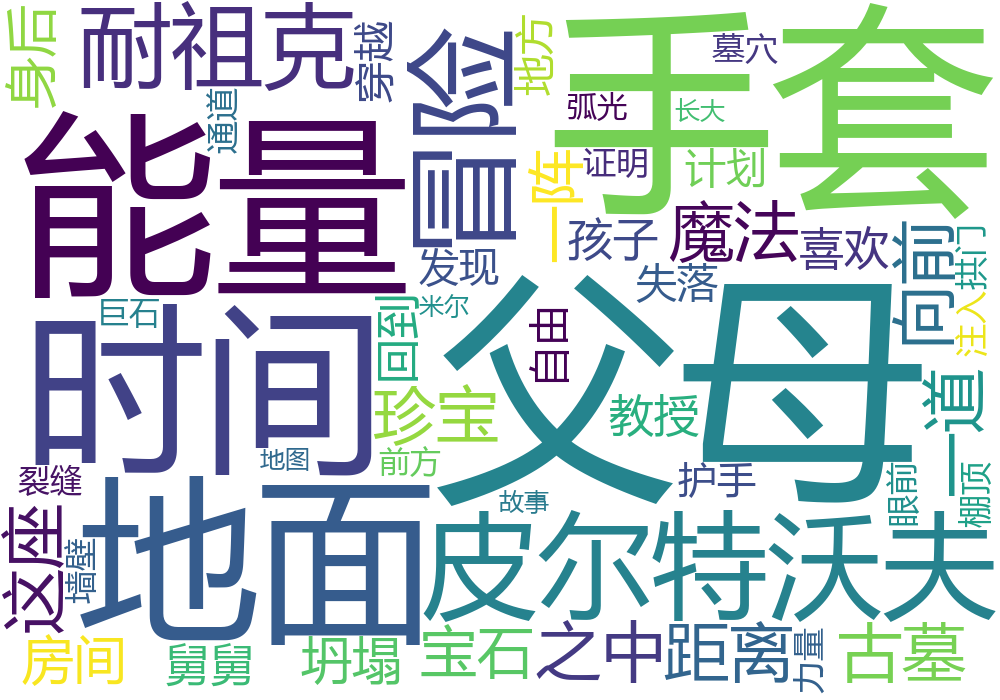 身后
耐祖克
穿越
冒险
地方
手套
墓穴
弧光
长大
通道
能量
一阵
证明
计划
孩子
魔法
喜欢
向前
拱门
发现
失落
巨石
米尔
时间
回到
自由
父母
注入
珍宝
教授
一道
裂缝
地图
前方
护手
眼前
棚顶
故事
这座
墙壁
地面
皮尔特沃夫
房间
舅舅
坍塌
宝石
之中
距离
力量
古墓